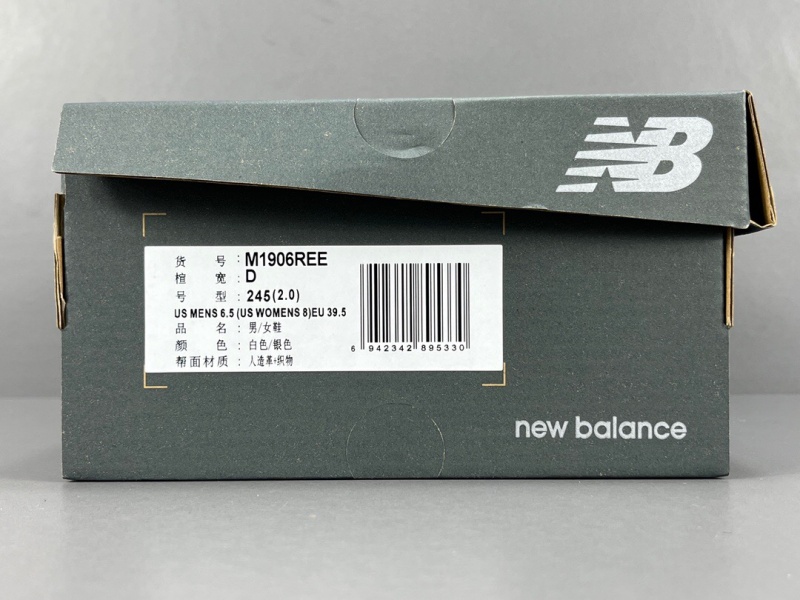 NB
货 号 : M1906REE
楦 宽 : D
号 型 : 245(2.0)
US MENS 6.5 (US WOMENS 8)EU 39.5
品 名 : 男/女鞋
颜 色 : 白色/银色
帮面材质 : 人造革+织物
6 942342 895330
new balance